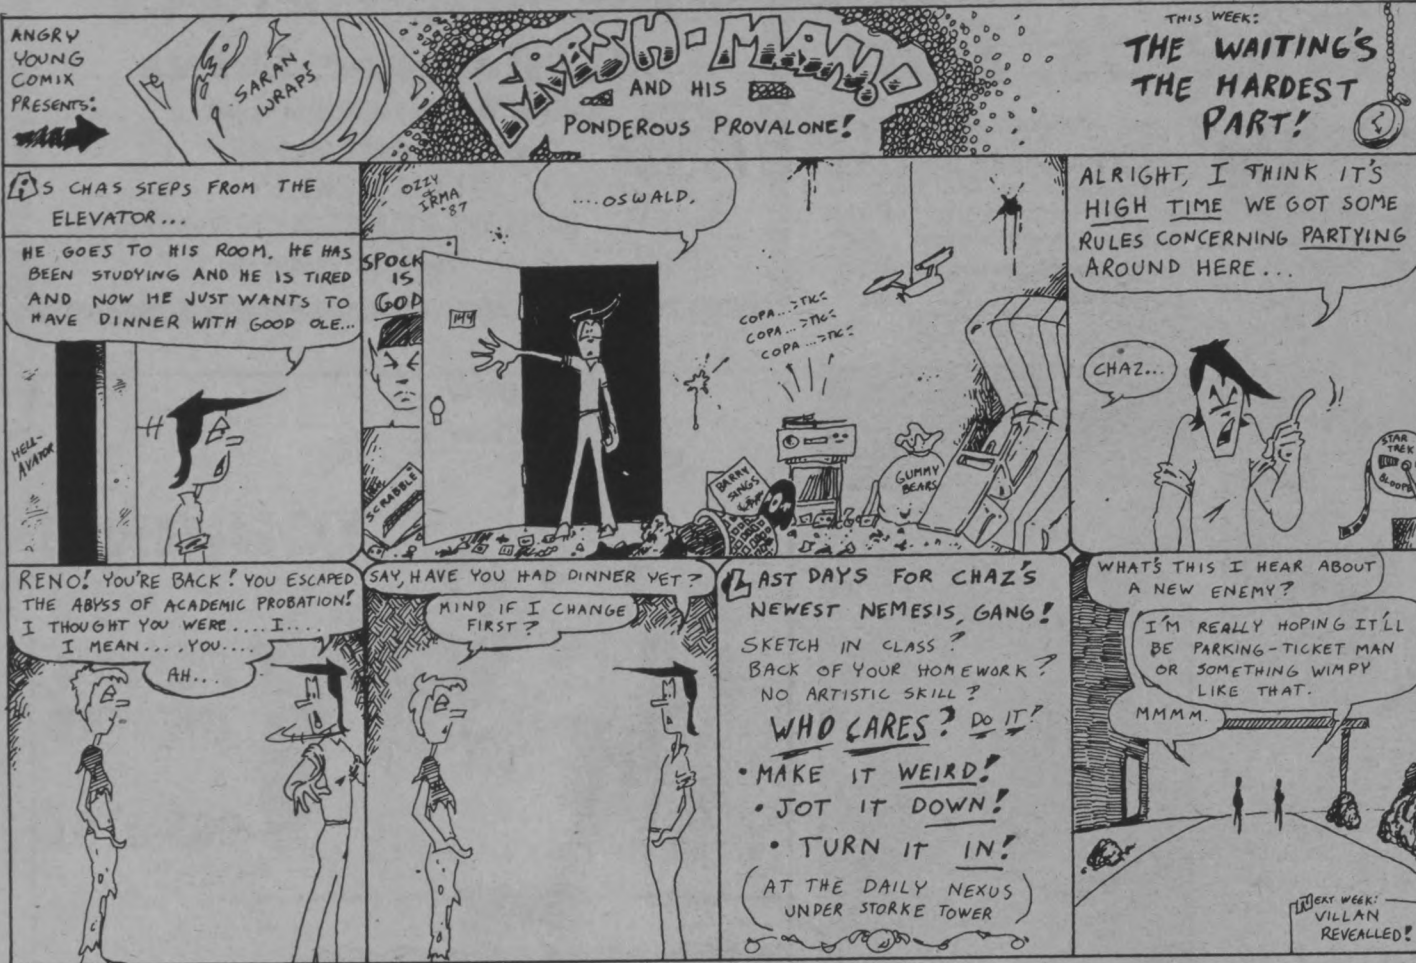 ANGRY
YOUNG
COMIX
PRESENTS:
SARAN
WRAPS!
FRESH-MAN!
AND HIS
PONDEROUS PROVALONE!
THIS WEEK:
THE WAITING'S
THE HARDEST
PART!
AS CHAS STEPS FROM THE
ELEVATOR...
HE GOES TO HIS ROOM. HE HAS
BEEN STUDYING AND HE IS TIRED
AND NOW HE JUST WANTS TO
HAVE DINNER WITH GOOD OLE...
HELL-
AVATOR
OZZY
&
IRMA
'87
....OSWALD.
SPOCK
IS
GOD
144
SCRABBLE
COPA...>TIC<
COPA...>TIC<
COPA...>TIC<
BARRY
SINGS
GUMMY
BEARS
ALRIGHT, I THINK IT'S
HIGH TIME WE GOT SOME
RULES CONCERNING PARTYING
AROUND HERE...
CHAZ...
STAR
TREK
BLOOPE
RENO! YOU'RE BACK! YOU ESCAPED
THE ABYSS OF ACADEMIC PROBATION!
I THOUGHT YOU WERE....I....
I MEAN....YOU....
AH...
SAY, HAVE YOU HAD DINNER YET?
MIND IF I CHANGE
FIRST?
LAST DAYS FOR CHAZ'S
NEWEST NEMESIS, GANG!
SKETCH IN CLASS?
BACK OF YOUR HOMEWORK?
NO ARTISTIC SKILL?
WHO CARES? DO IT!
• MAKE IT WEIRD!
• JOT IT DOWN!
• TURN IT IN!
(AT THE DAILY NEXUS
UNDER STORKE TOWER)
WHAT'S THIS I HEAR ABOUT
A NEW ENEMY?
I'M REALLY HOPING IT'LL
BE PARKING-TICKET MAN
OR SOMETHING WIMPY
LIKE THAT.
MMMM.
NEXT WEEK:
VILLAN
REVEALLED!